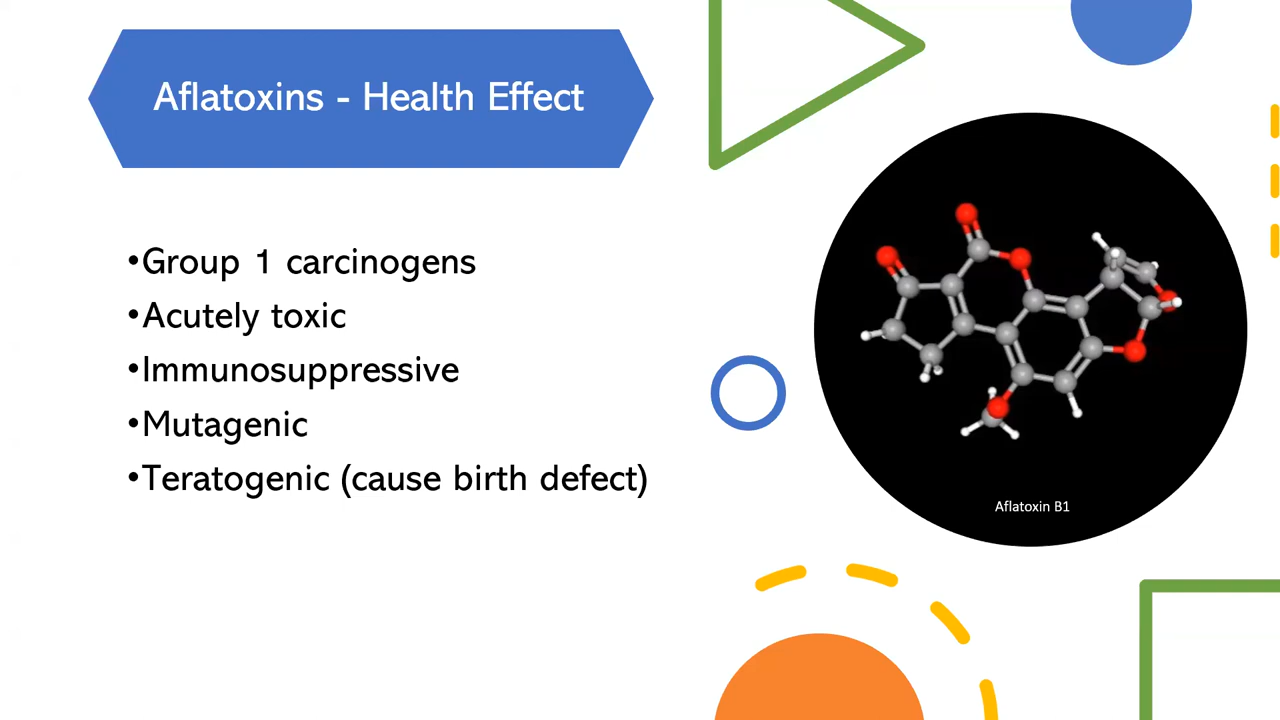 Aflatoxins - Health Effect
•Group 1 carcinogens
•Acutely toxic
•Immunosuppressive
•Mutagenic
•Teratogenic (cause birth defect)
Aflatoxin B1